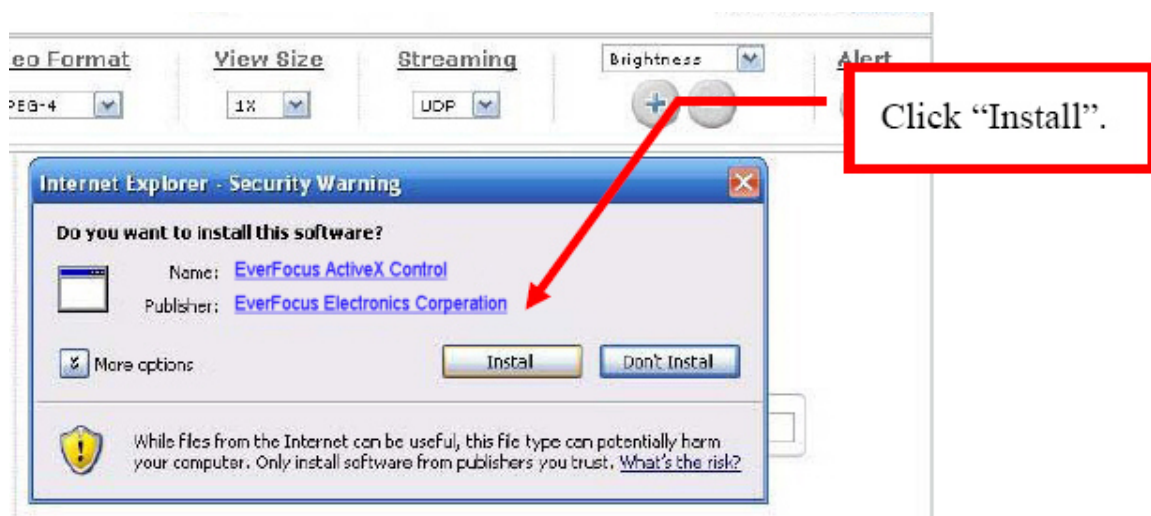 eo Format View Size Streaming Brightness Alert
PEG-4 1X UDP
Click “Install”.
Internet Explorer - Security Warning
Do you want to install this software?
Name: EverFocus ActiveX Control
Publisher: EverFocus Electronics Corperation
More options Install Don't Install
While files from the Internet can be useful, this file type can potentially harm
your computer. Only install software from publishers you trust. What's the risk?